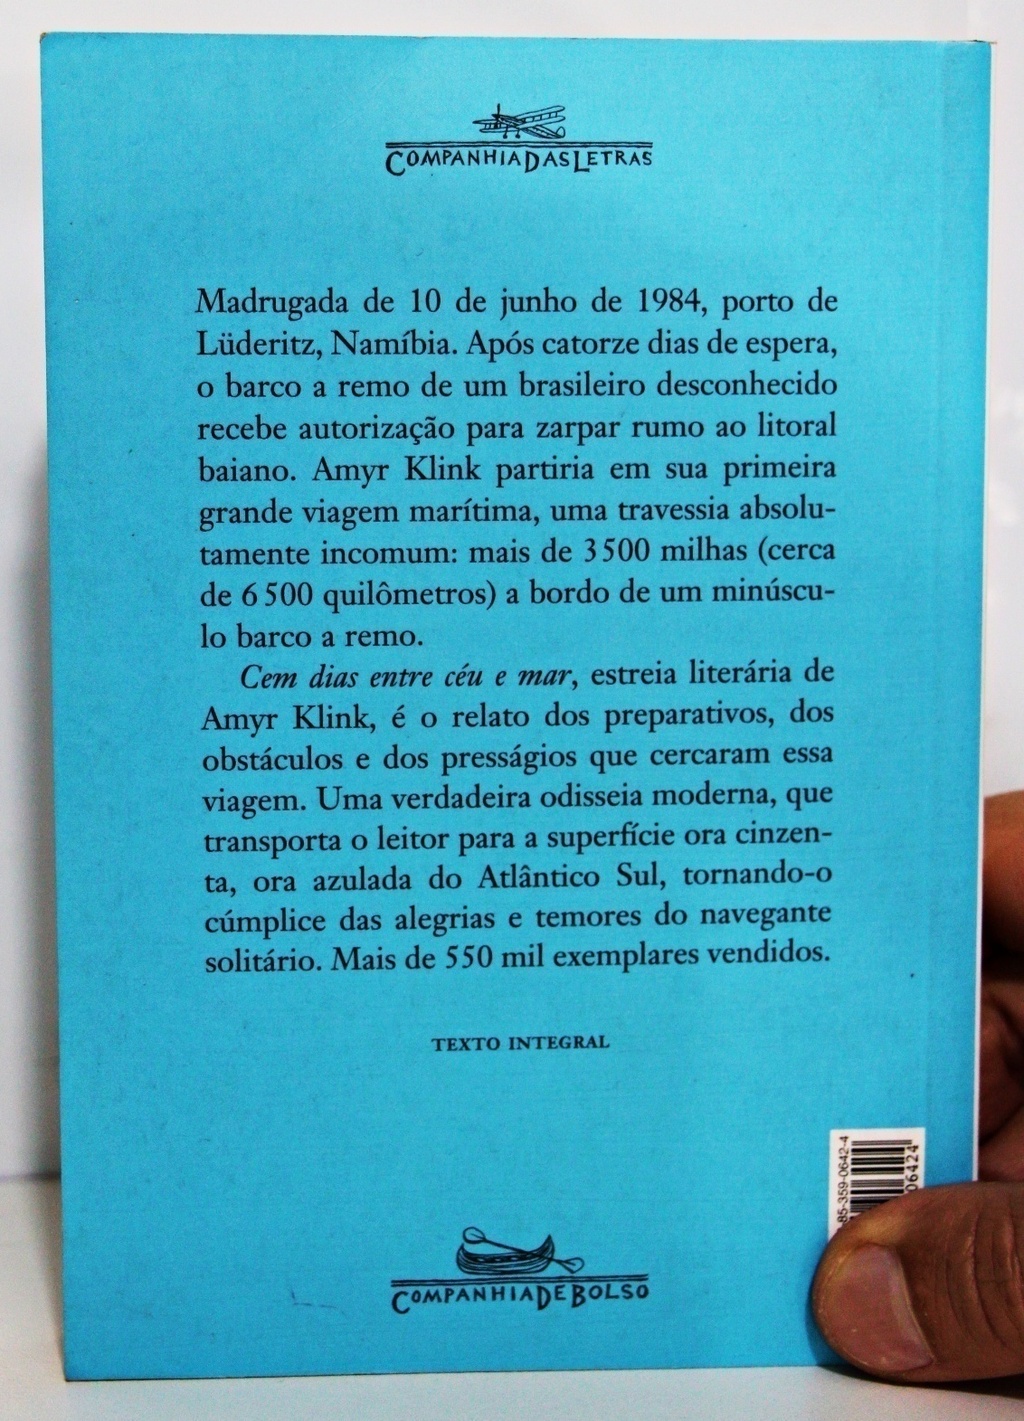 COMPANHIA DAS LETRAS
Madrugada de 10 de junho de 1984, porto de
Lüderitz, Namíbia. Após catorze dias de espera,
o barco a remo de um brasileiro desconhecido
recebe autorização para zarpar rumo ao litoral
baiano. Amyr Klink partiria em sua primeira
grande viagem marítima, uma travessia absolu-
tamente incomum: mais de 3 500 milhas (cerca
de 6 500 quilômetros) a bordo de um minúscu-
lo barco a remo.
Cem dias entre céu e mar, estreia literária de
Amyr Klink, é o relato dos preparativos, dos
obstáculos e dos presságios que cercaram essa
viagem. Uma verdadeira odisseia moderna, que
transporta o leitor para a superfície ora cinzen-
ta, ora azulada do Atlântico Sul, tornando-o
cúmplice das alegrias e temores do navegante
solitário. Mais de 550 mil exemplares vendidos.
TEXTO INTEGRAL
85-359-0642-4
06424
COMPANHIA DE BOLSO